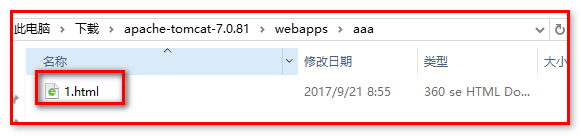 此电脑 › 下载 › apache-tomcat-7.0.81 › webapps › aaa
名称 修改日期 类型 大小
1.html 2017/9/21 8:55 360 se HTML Do...